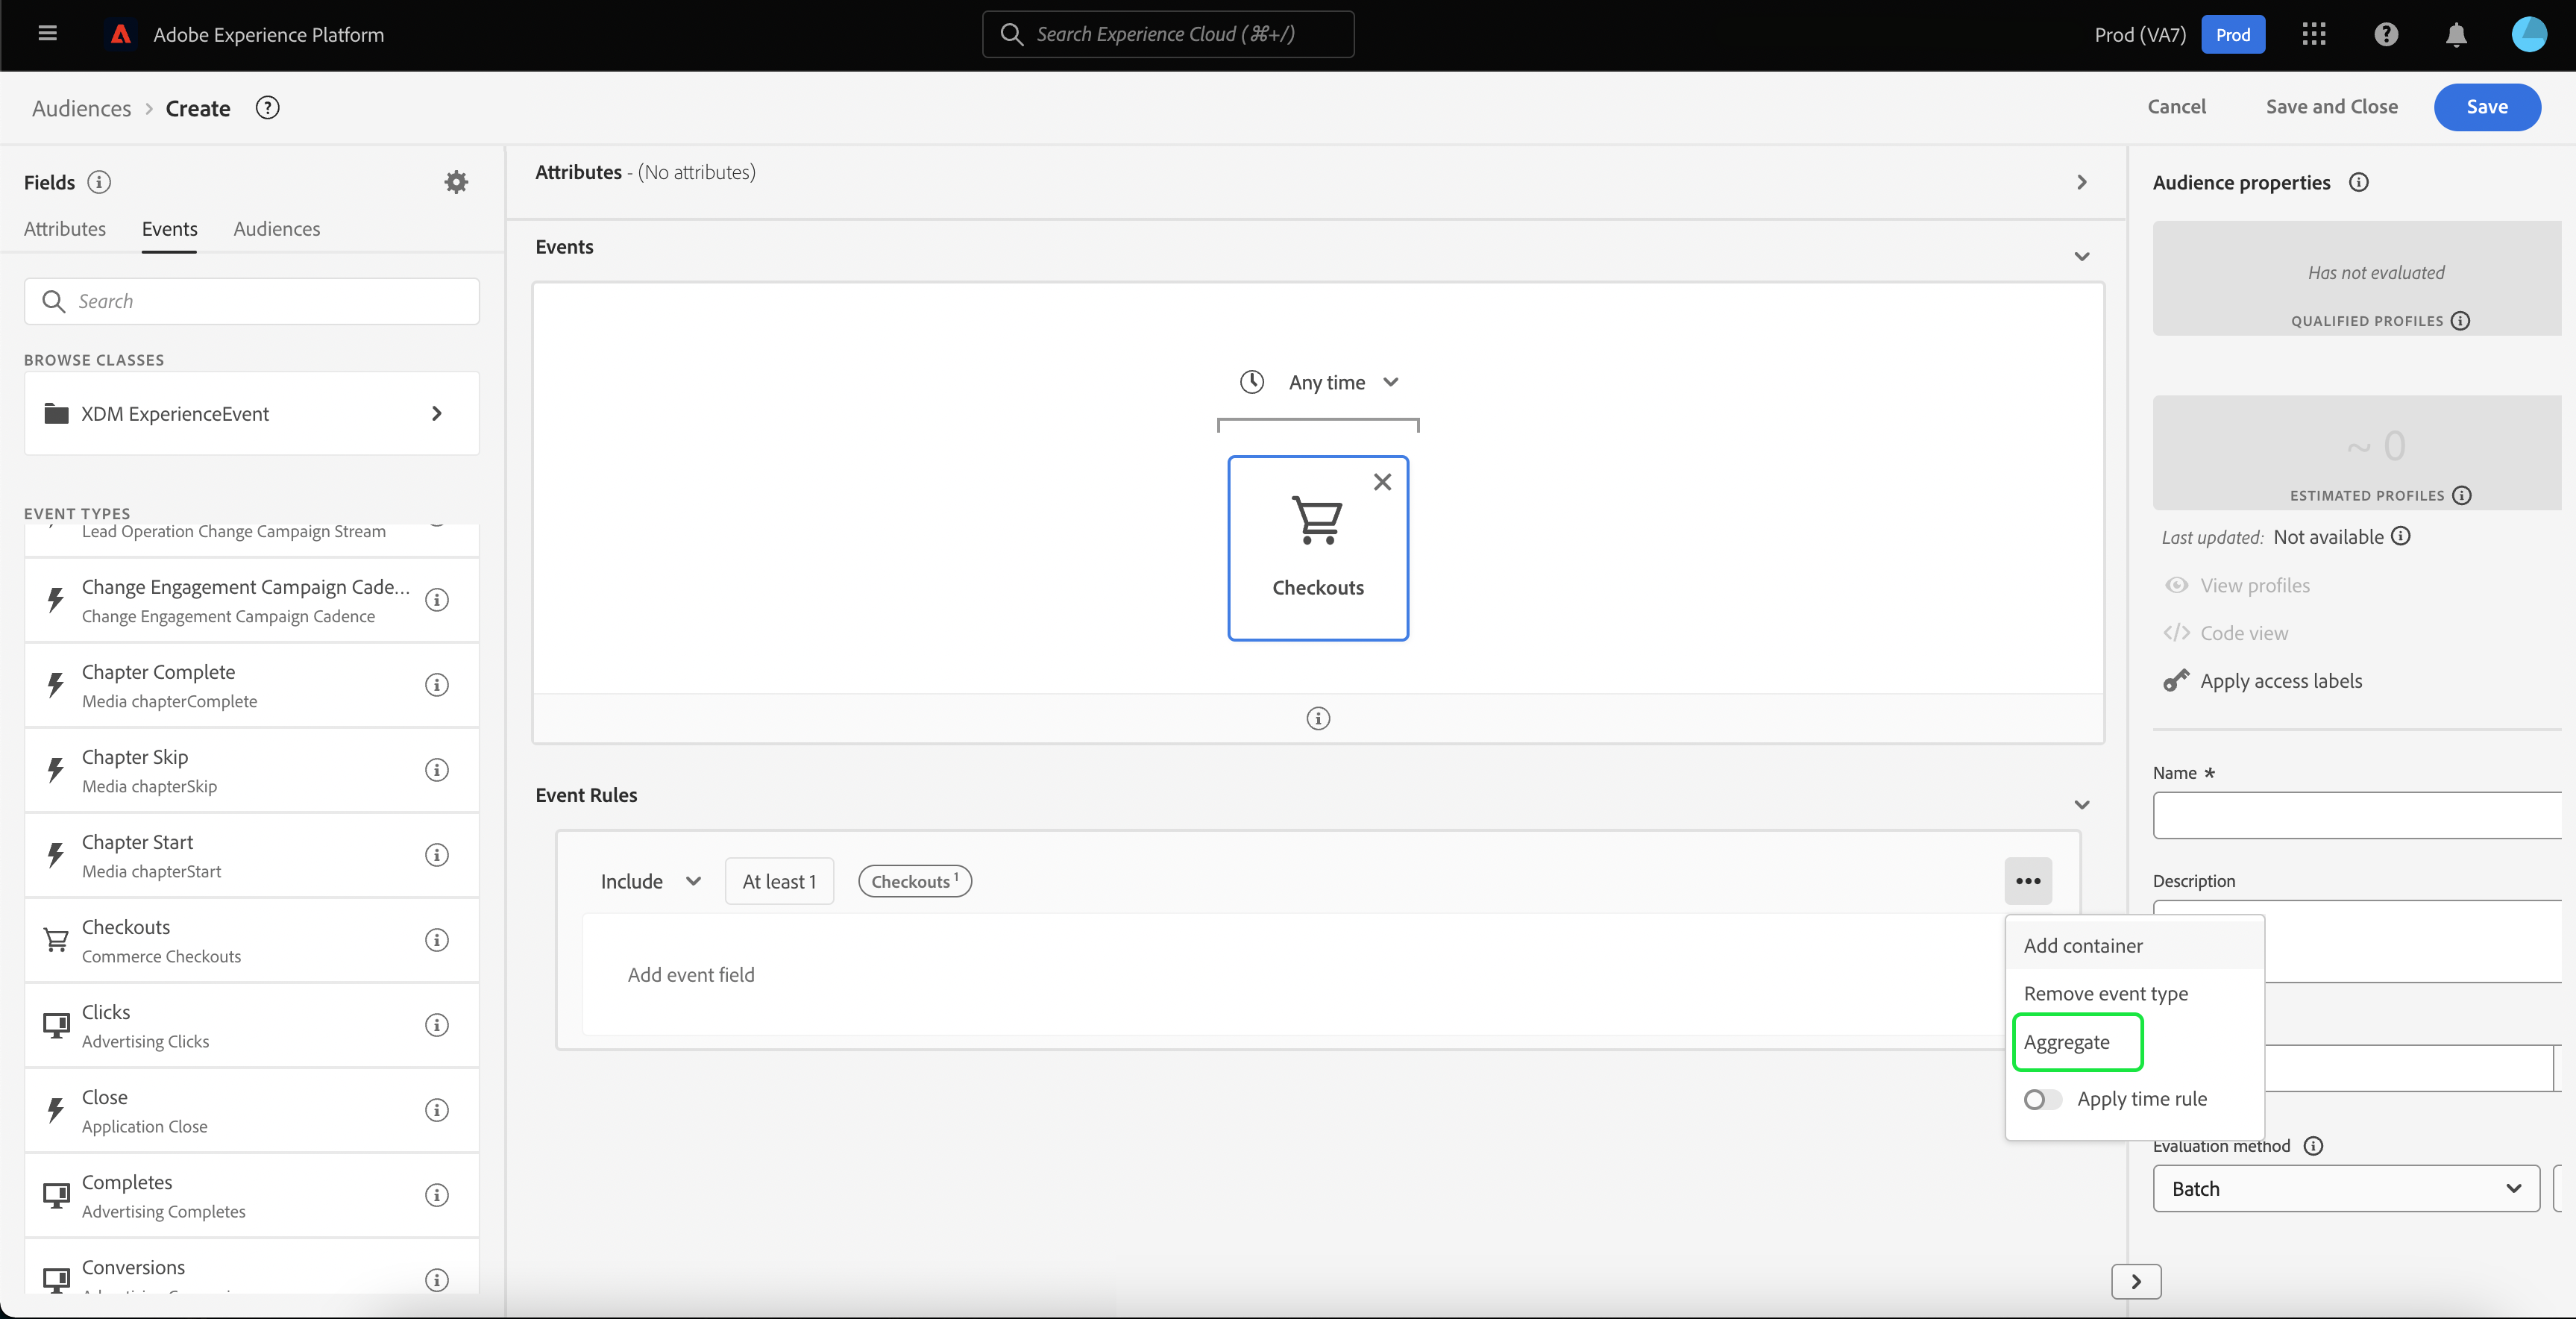 Adobe Experience Platform
Search Experience Cloud (⌘+/)
Prod (VA7)
Prod
Audiences > Create
Cancel
Save and Close
Save
Fields
Attributes
Events
Audiences
Search
BROWSE CLASSES
XDM ExperienceEvent
EVENT TYPES
Lead Operation Change Campaign Stream
Change Engagement Campaign Cade...
Change Engagement Campaign Cadence
Chapter Complete
Media chapterComplete
Chapter Skip
Media chapterSkip
Chapter Start
Media chapterStart
Checkouts
Commerce Checkouts
Clicks
Advertising Clicks
Close
Application Close
Completes
Advertising Completes
Conversions
Attributes - (No attributes)
Events
Any time
Checkouts
Event Rules
Include
At least 1
Checkouts 1
Add event field
Add container
Remove event type
Aggregate
Apply time rule
Audience properties
Has not evaluated
QUALIFIED PROFILES
~ 0
ESTIMATED PROFILES
Last updated: Not available
View profiles
</> Code view
Apply access labels
Name *
Description
Evaluation method
Batch